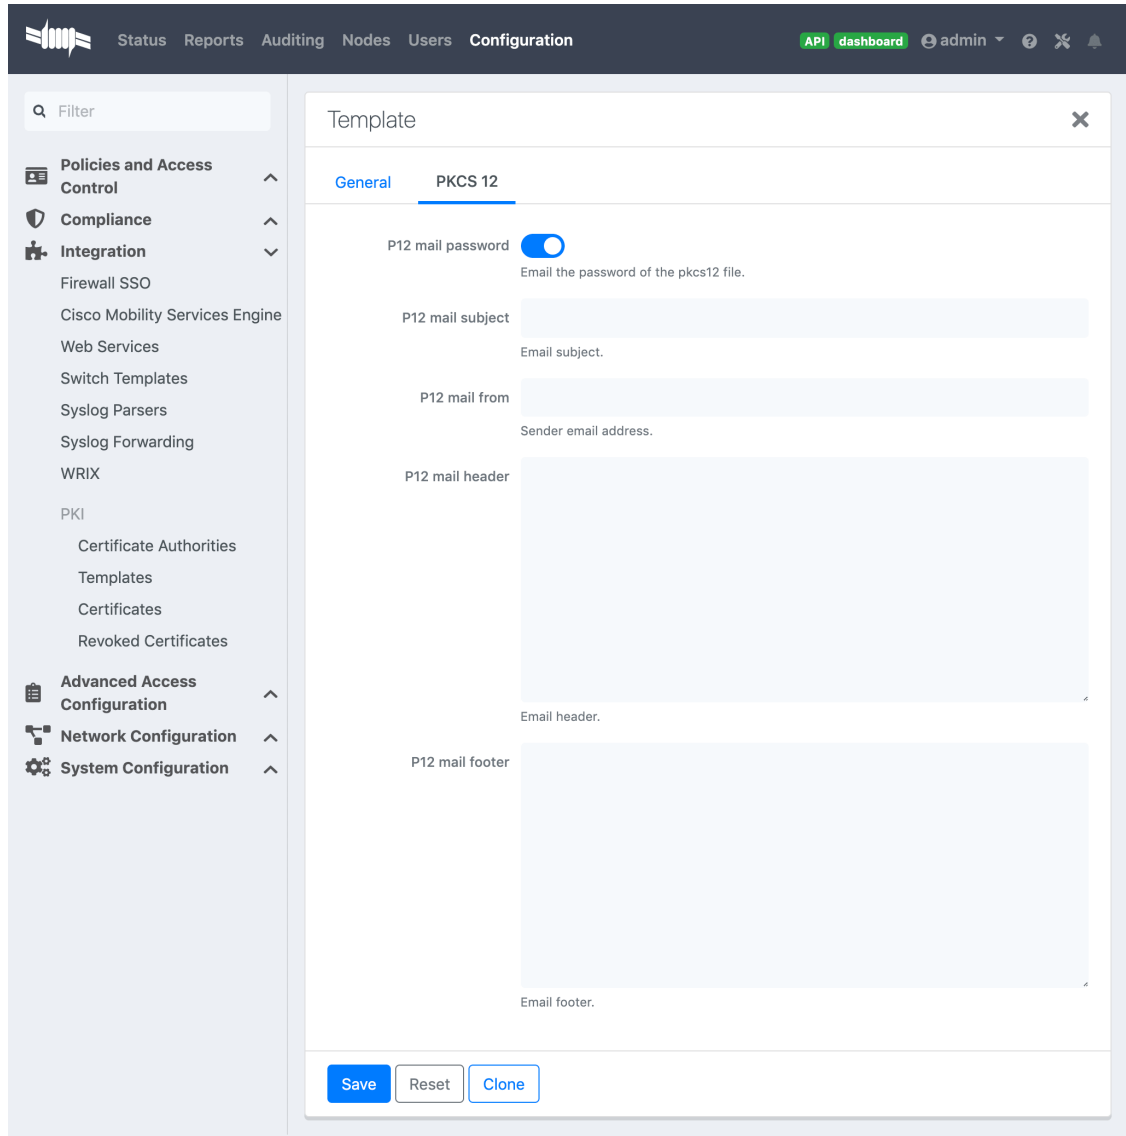 Status Reports Auditing Nodes Users Configuration API dashboard admin
Filter
Policies and Access
Control
Compliance
Integration
Firewall SSO
Cisco Mobility Services Engine
Web Services
Switch Templates
Syslog Parsers
Syslog Forwarding
WRIX
PKI
Certificate Authorities
Templates
Certificates
Revoked Certificates
Advanced Access
Configuration
Network Configuration
System Configuration
Template
General PKCS 12
P12 mail password
Email the password of the pkcs12 file.
P12 mail subject
Email subject.
P12 mail from
Sender email address.
P12 mail header
Email header.
P12 mail footer
Email footer.
Save Reset Clone